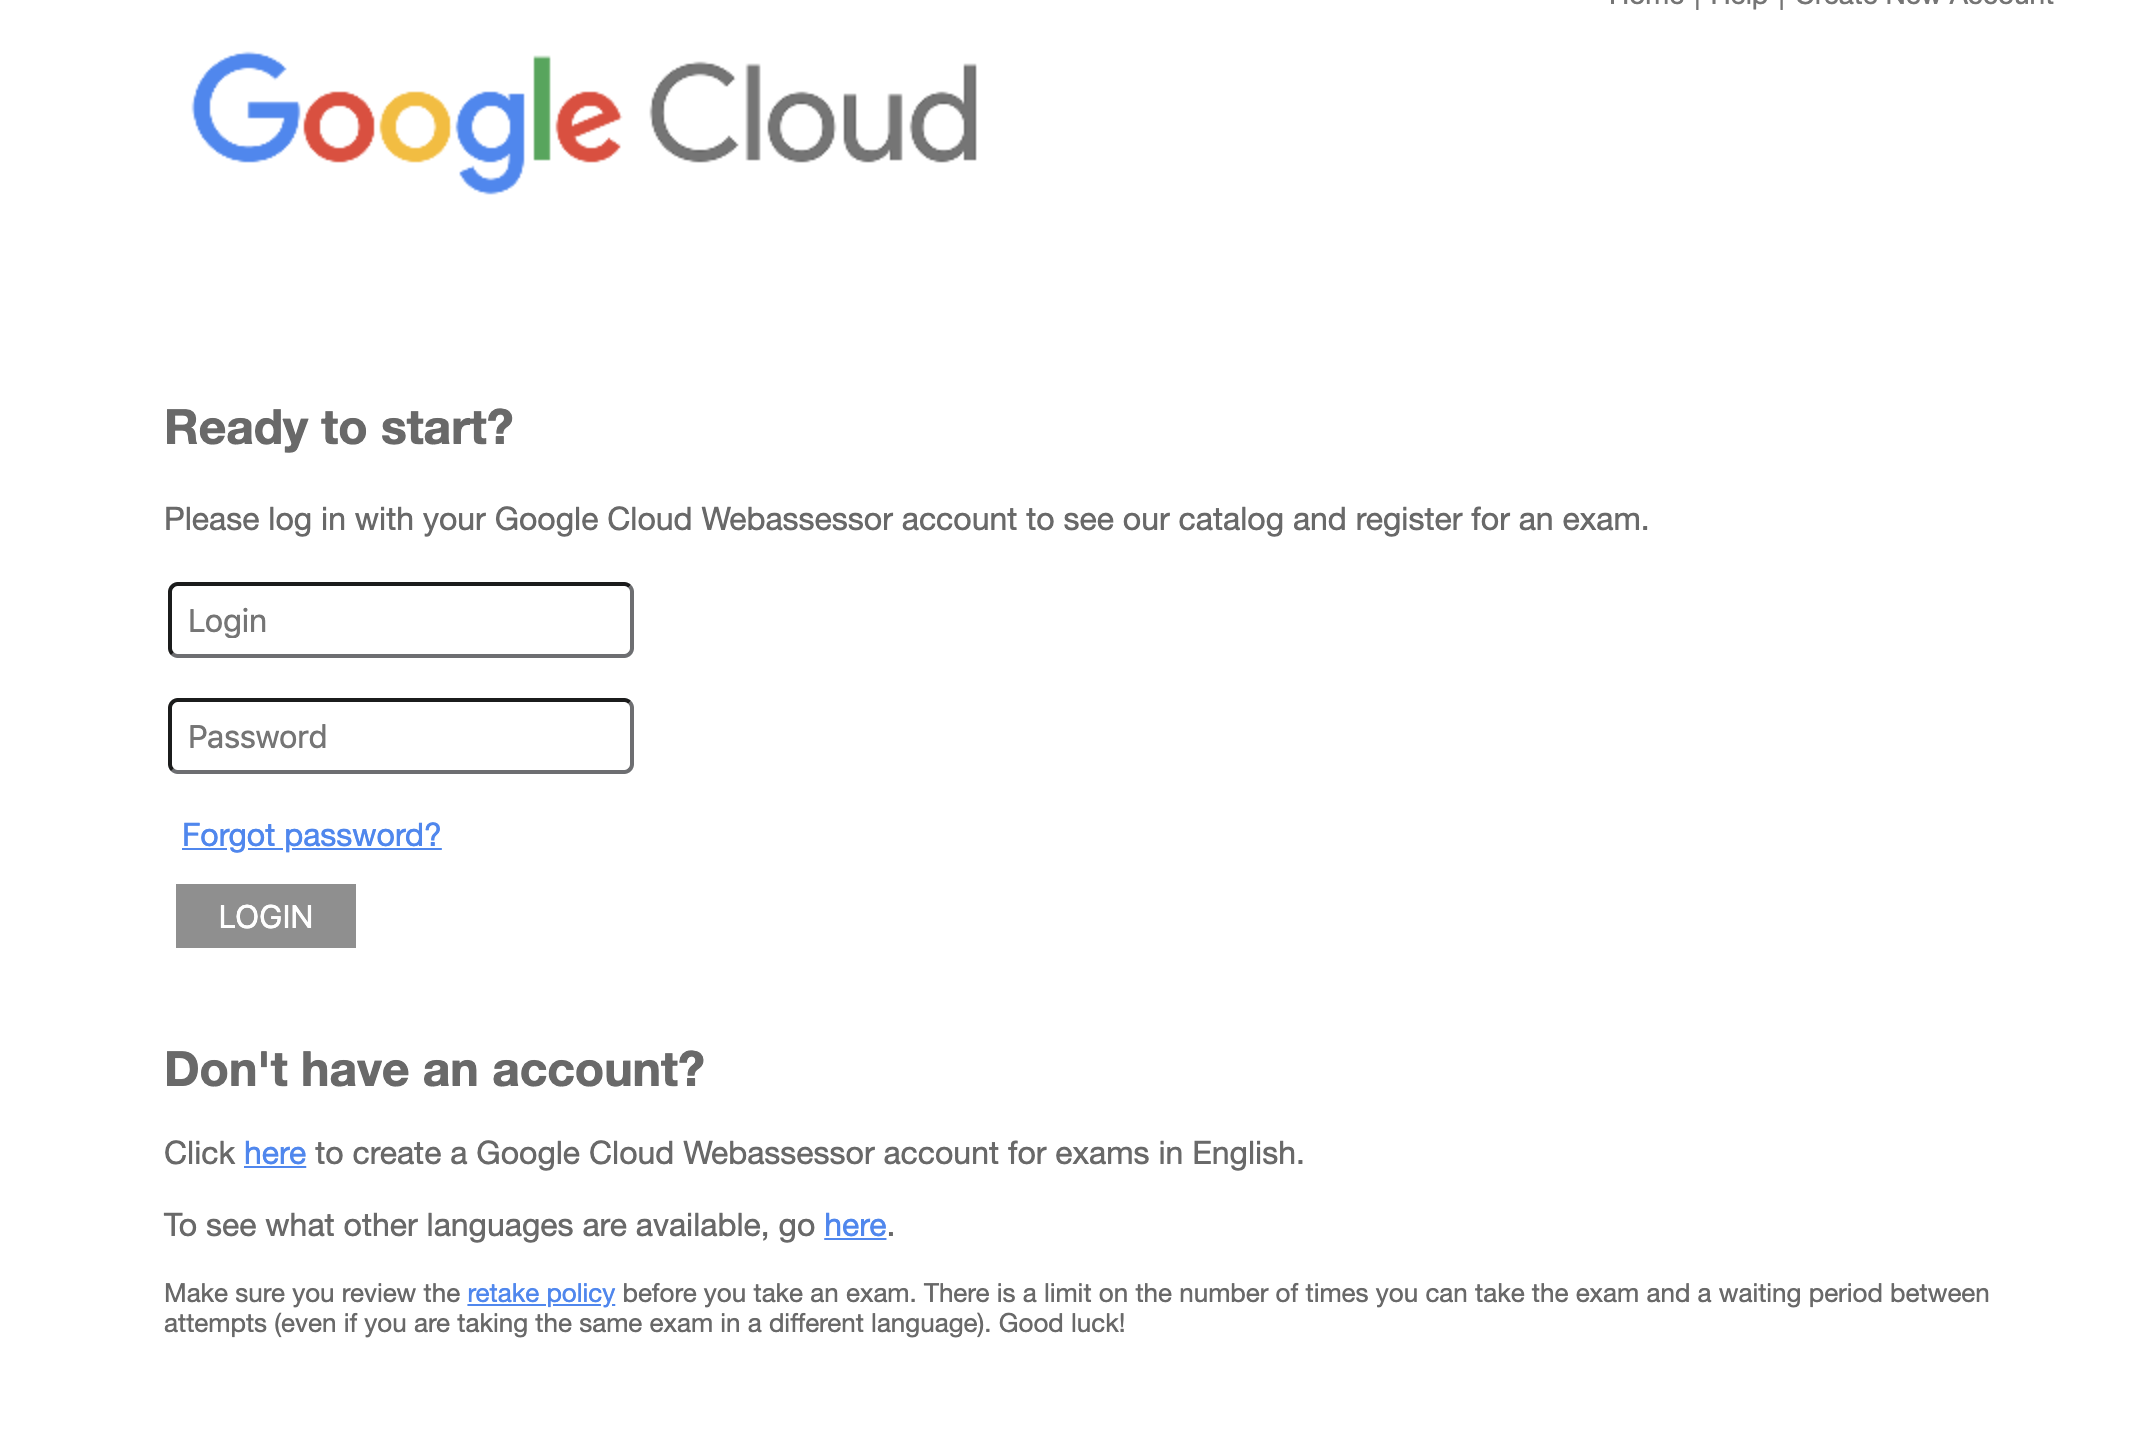 Home | Help | Create New Account
Google Cloud
Ready to start?
Please log in with your Google Cloud Webassessor account to see our catalog and register for an exam.
Login
Password
Forgot password?
LOGIN
Don't have an account?
Click here to create a Google Cloud Webassessor account for exams in English.
To see what other languages are available, go here.
Make sure you review the retake policy before you take an exam. There is a limit on the number of times you can take the exam and a waiting period between
attempts (even if you are taking the same exam in a different language). Good luck!